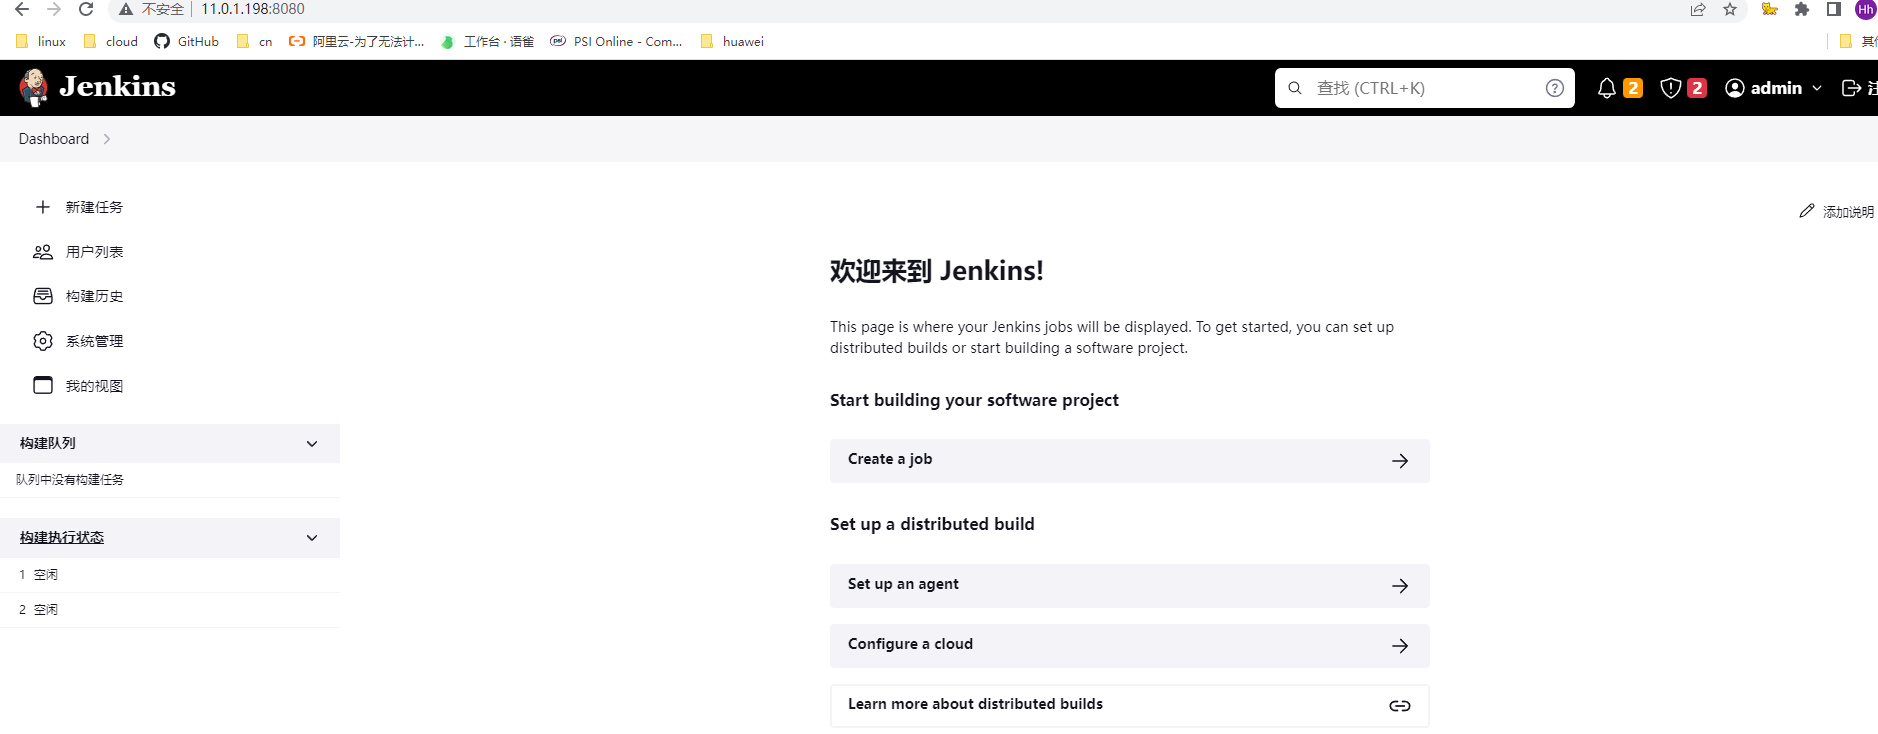 不安全 11.0.1.198:8080
linux cloud GitHub cn 阿里云-为了无法计... 工作台 · 语雀 PSI Online - Com... huawei
Jenkins 查找 (CTRL+K) 2 2 admin
Dashboard
新建任务
添加说明
用户列表
构建历史
系统管理
我的视图
构建队列
队列中没有构建任务
构建执行状态
1 空闲
2 空闲
欢迎来到 Jenkins!
This page is where your Jenkins jobs will be displayed. To get started, you can set up
distributed builds or start building a software project.
Start building your software project
Create a job
Set up a distributed build
Set up an agent
Configure a cloud
Learn more about distributed builds